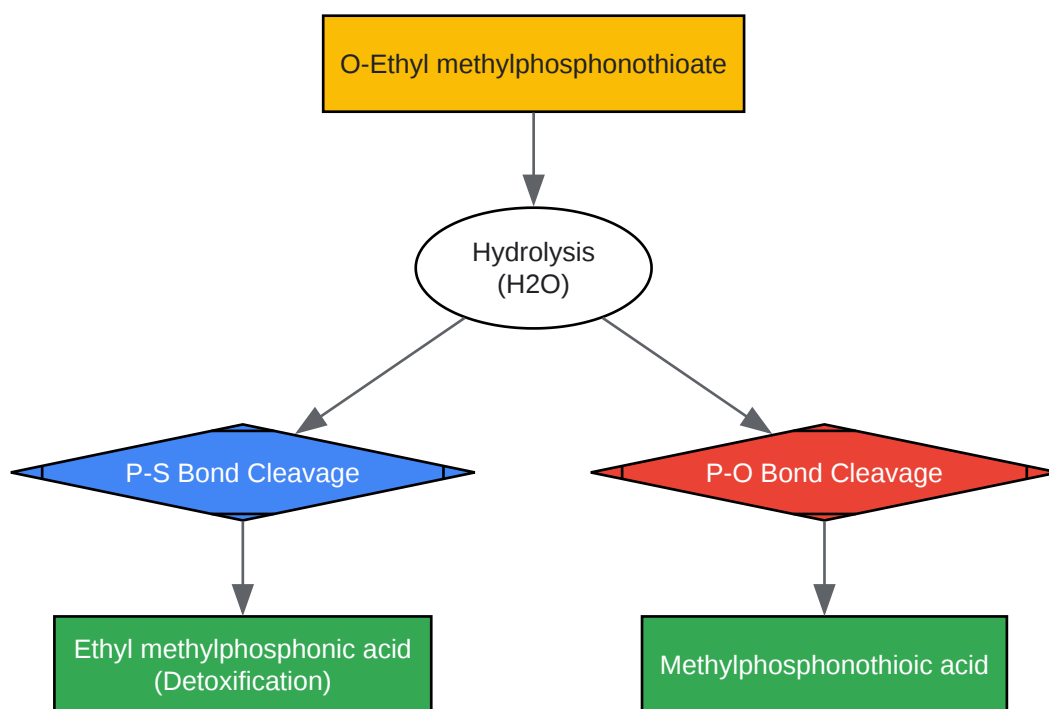 O-Ethyl methylphosphonothioate
Hydrolysis
(H2O)
P-S Bond Cleavage
P-O Bond Cleavage
Ethyl methylphosphonic acid
(Detoxification)
Methylphosphonothioic acid